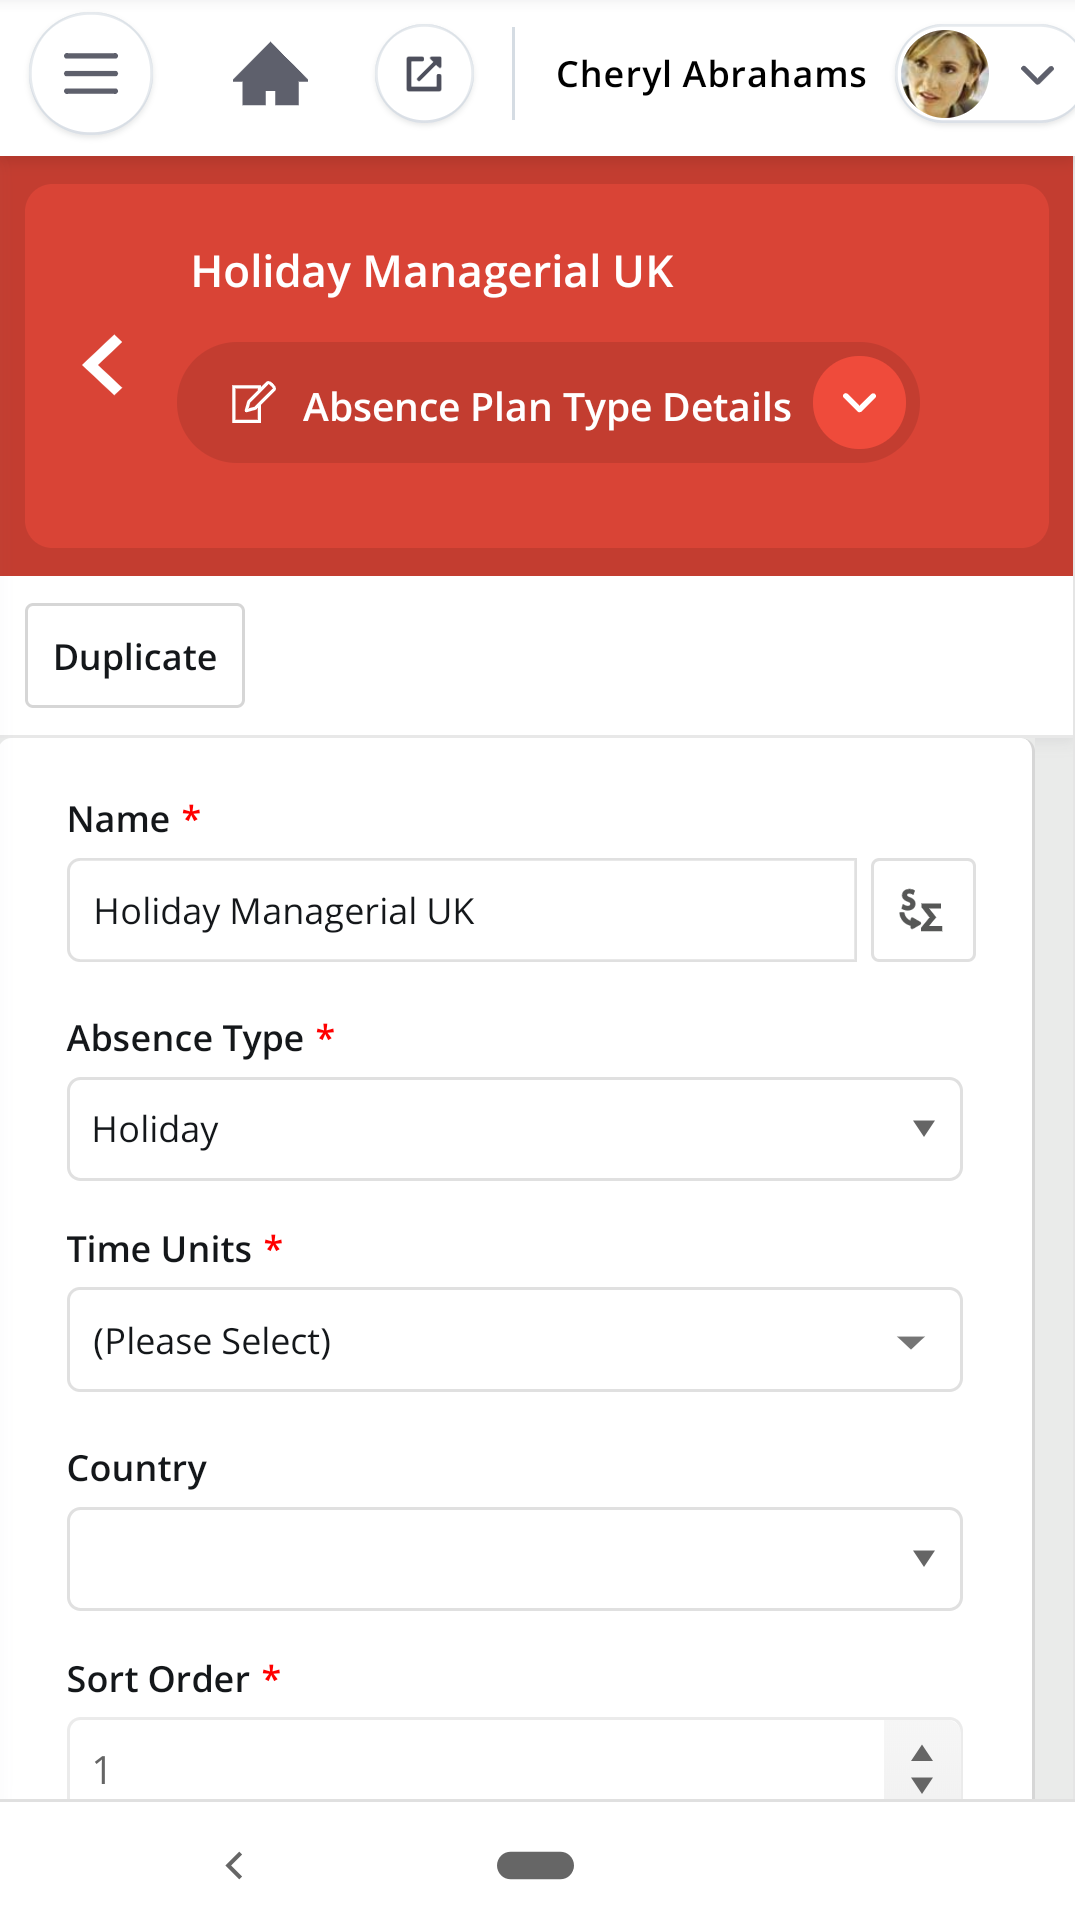 Cheryl Abrahams
Holiday Managerial UK
Absence Plan Type Details
Duplicate
Name *
Holiday Managerial UK
Absence Type *
Holiday
Time Units *
(Please Select)
Country
Sort Order *
1